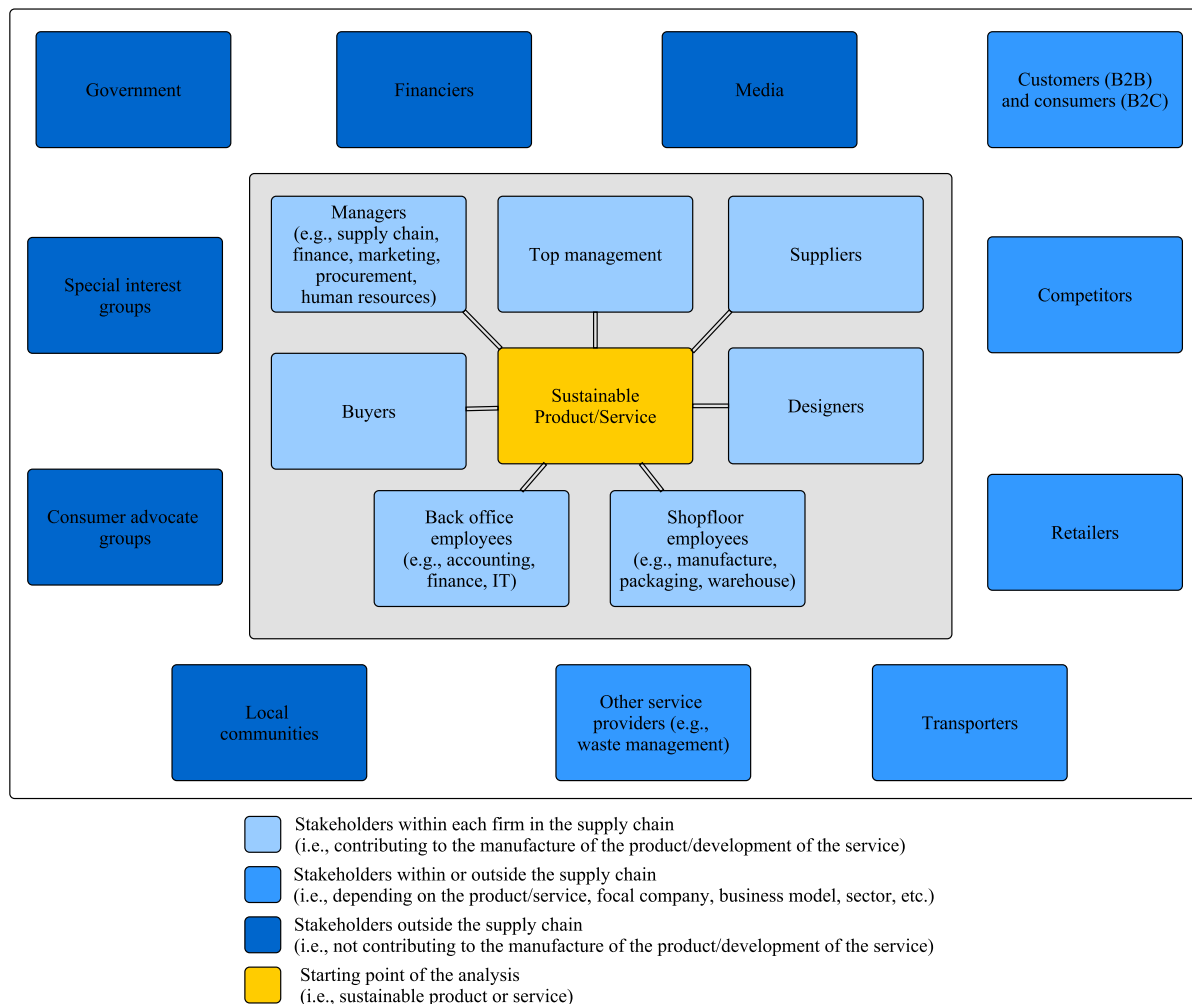 Government
Financiers
Media
Customers (B2B)
and consumers (B2C)
Managers
(e.g., supply chain,
finance, marketing,
procurement,
human resources)
Top management
Suppliers
Special interest
groups
Competitors
Buyers
Sustainable
Product/Service
Designers
Consumer advocate
groups
Back office
employees
(e.g., accounting,
finance, IT)
Shopfloor
employees
(e.g., manufacture,
packaging, warehouse)
Retailers
Local
communities
Other service
providers (e.g.,
waste management)
Transporters
Stakeholders within each firm in the supply chain
(i.e., contributing to the manufacture of the product/development of the service)
Stakeholders within or outside the supply chain
(i.e., depending on the product/service, focal company, business model, sector, etc.)
Stakeholders outside the supply chain
(i.e., not contributing to the manufacture of the product/development of the service)
Starting point of the analysis
(i.e., sustainable product or service)